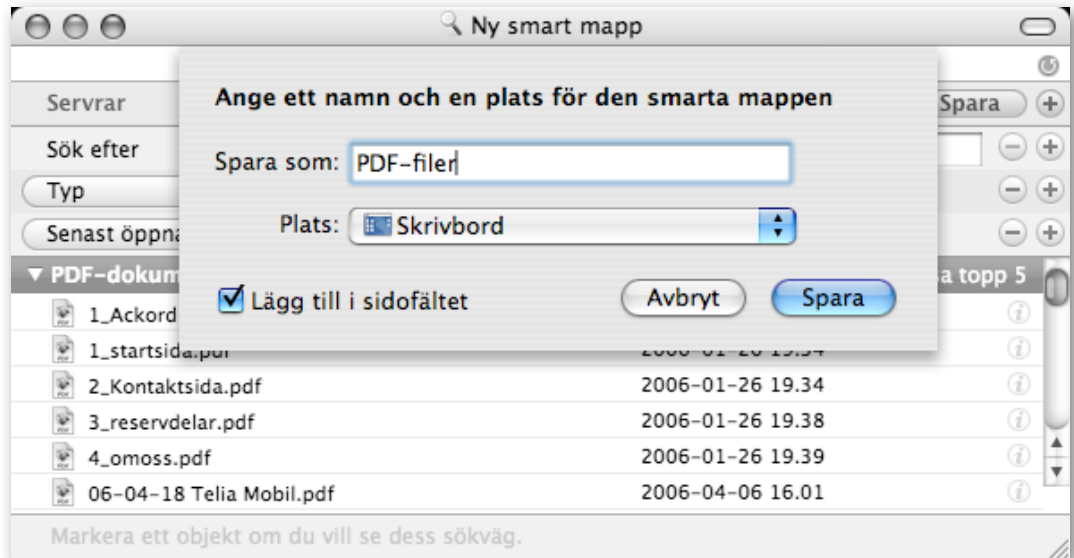 Ny smart mapp
Ange ett namn och en plats för den smarta mappen
Servrar
Spara
Sök efter
Spara som: PDF-filer
Typ
Plats: Skrivbord
Senast öppna
PDF-dokum
a topp 5
Lägg till i sidofältet
Avbryt
Spara
1_Ackord
1_startsida.pdf
2_Kontaktsida.pdf 2006-01-26 19.34
3_reservdelar.pdf 2006-01-26 19.38
4_omoss.pdf 2006-01-26 19.39
06-04-18 Telia Mobil.pdf 2006-04-06 16.01
Markera ett objekt om du vill se dess sökväg.